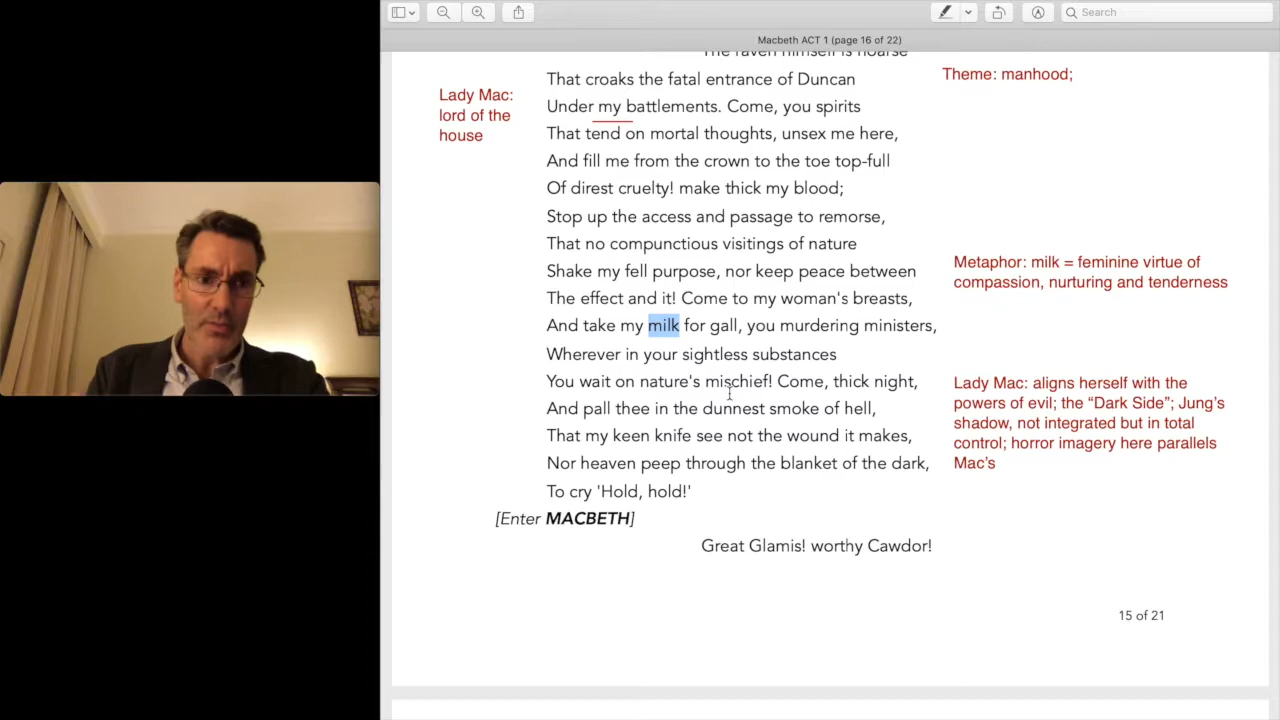 Search
Macbeth ACT 1 (page 16 of 22)
The raven himself is hoarse
That croaks the fatal entrance of Duncan
Under my battlements. Come, you spirits
That tend on mortal thoughts, unsex me here,
And fill me from the crown to the toe top-full
Of direst cruelty! make thick my blood;
Stop up the access and passage to remorse,
That no compunctious visitings of nature
Shake my fell purpose, nor keep peace between
The effect and it! Come to my woman's breasts,
And take my milk for gall, you murdering ministers,
Wherever in your sightless substances
You wait on nature's mischief! Come, thick night,
And pall thee in the dunnest smoke of hell,
That my keen knife see not the wound it makes,
Nor heaven peep through the blanket of the dark,
To cry 'Hold, hold!'
[Enter MACBETH]
Great Glamis! worthy Cawdor!
15 of 21
Lady Mac:
lord of the
house
Theme: manhood;
Metaphor: milk = feminine virtue of
compassion, nurturing and tenderness
Lady Mac: aligns herself with the
powers of evil; the “Dark Side”; Jung’s
shadow, not integrated but in total
control; horror imagery here parallels
Mac’s